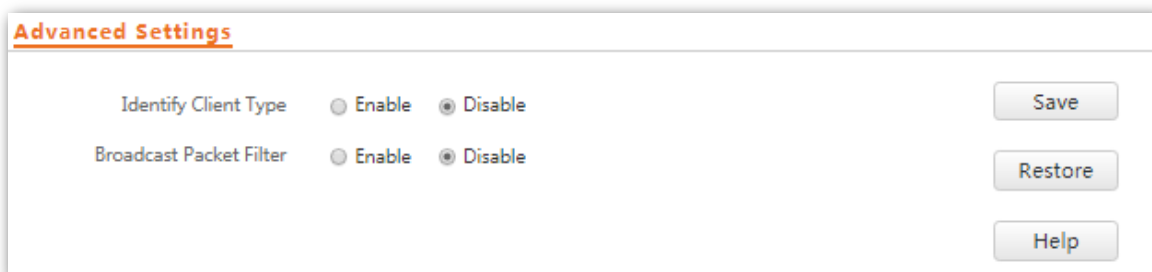 Advanced Settings
Identify Client Type Enable Disable Save
Broadcast Packet Filter Enable Disable
Restore
Help